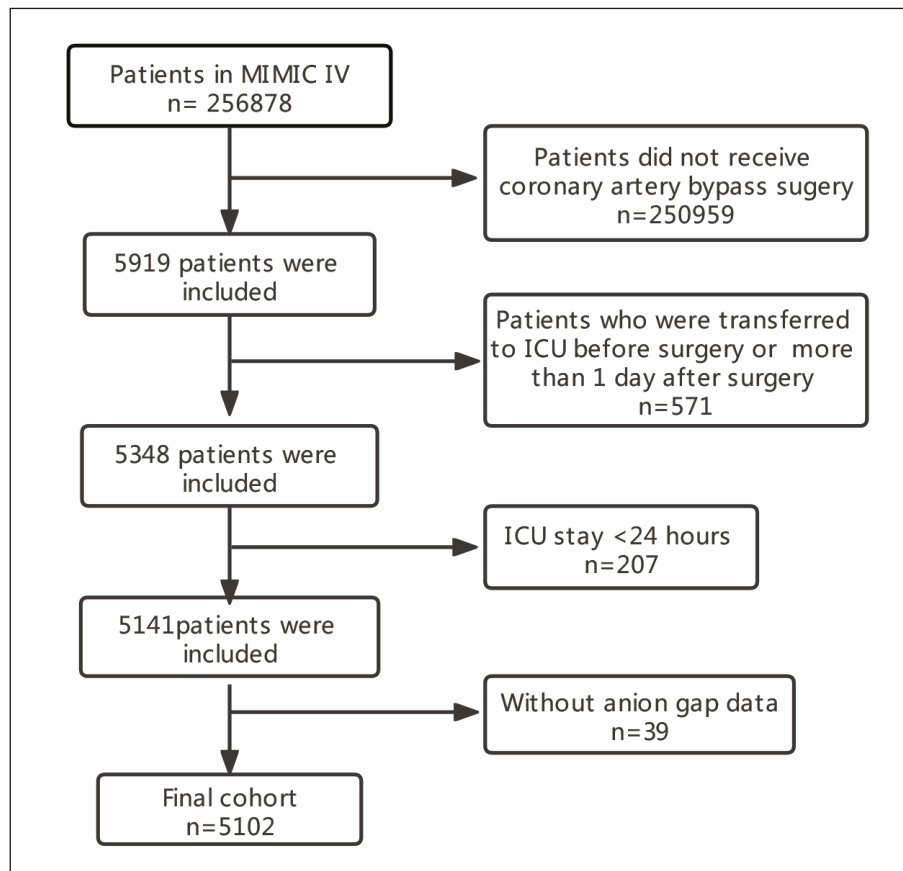 Patients in MIMIC IV
n= 256878
Patients did not receive
coronary artery bypass sugery
n=250959
5919 patients were
included
Patients who were transferred
to ICU before surgery or  more
than 1 day after surgery
n=571
5348 patients were
included
ICU stay <24 hours
n=207
5141patients were
included
Without anion gap data
n=39
Final cohort
n=5102